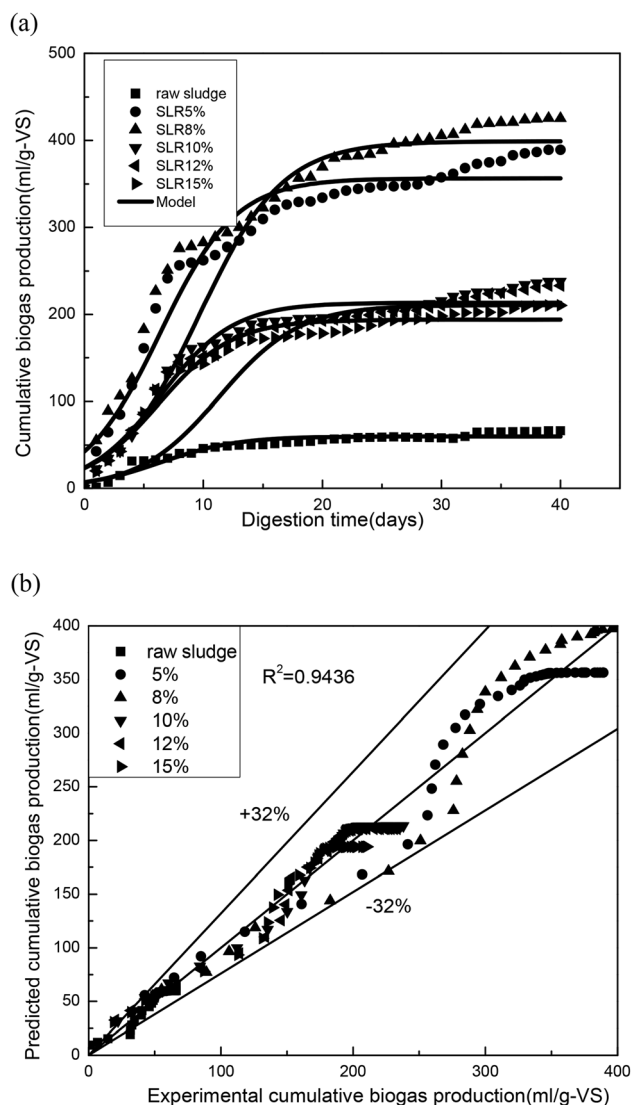 (a)
500
400
300
200
100
0
Cumulative biogas production(ml/g-VS)
raw sludge
SLR5%
SLR8%
SLR10%
SLR12%
SLR15%
Model
0 10 20 30 40
Digestion time(days)
(b)
400
350
300
250
200
150
100
50
0
Predicted cumulative biogas production(ml/g-VS)
raw sludge
5%
8%
10%
12%
15%
R²=0.9436
+32%
-32%
0 100 200 300 400
Experimental cumulative biogas production(ml/g-VS)